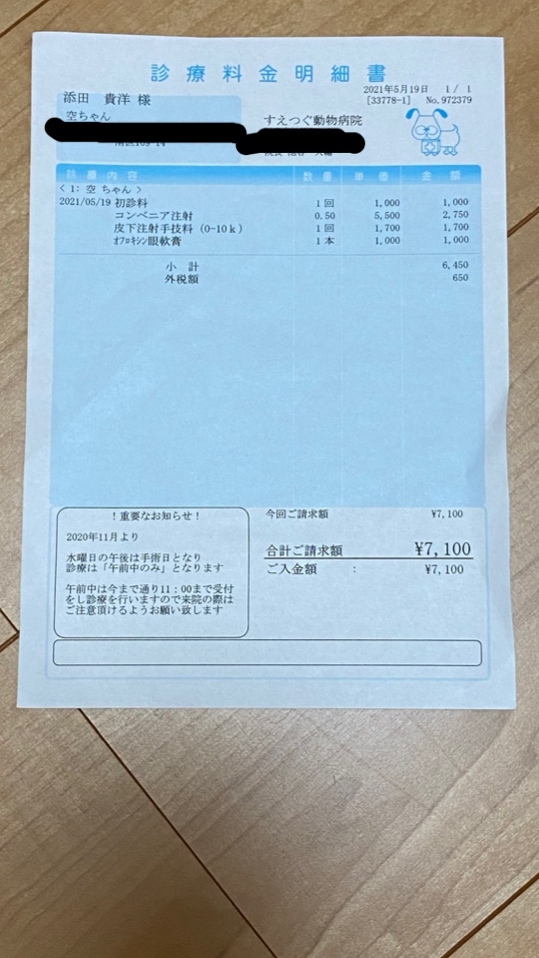 診療料金明細書
2021年5月19日 1 / 1
[33778-1] No.972379
添田 貴洋 様
空ちゃん
すえつぐ動物病院
診療内容 数量 単価 金額
< 1: 空 ちゃん >
2021/05/19 初診料 1 回 1,000 1,000
コンベニア注射 0.50 5,500 2,750
皮下注射手技料 (0-10k) 1 回 1,700 1,700
オフロキシン眼軟膏 1 本 1,000 1,000
小 計 6,450
外税額 650
今回ご請求額 ¥7,100
合計ご請求額 ¥7,100
ご入金額 : ¥7,100
!重要なお知らせ!
2020年11月より
水曜日の午後は手術日となり
診療は「午前中のみ」となります
午前中は今まで通り11:00まで受付
をし診療を行いますので来院の際は
ご注意頂けるようお願い致します